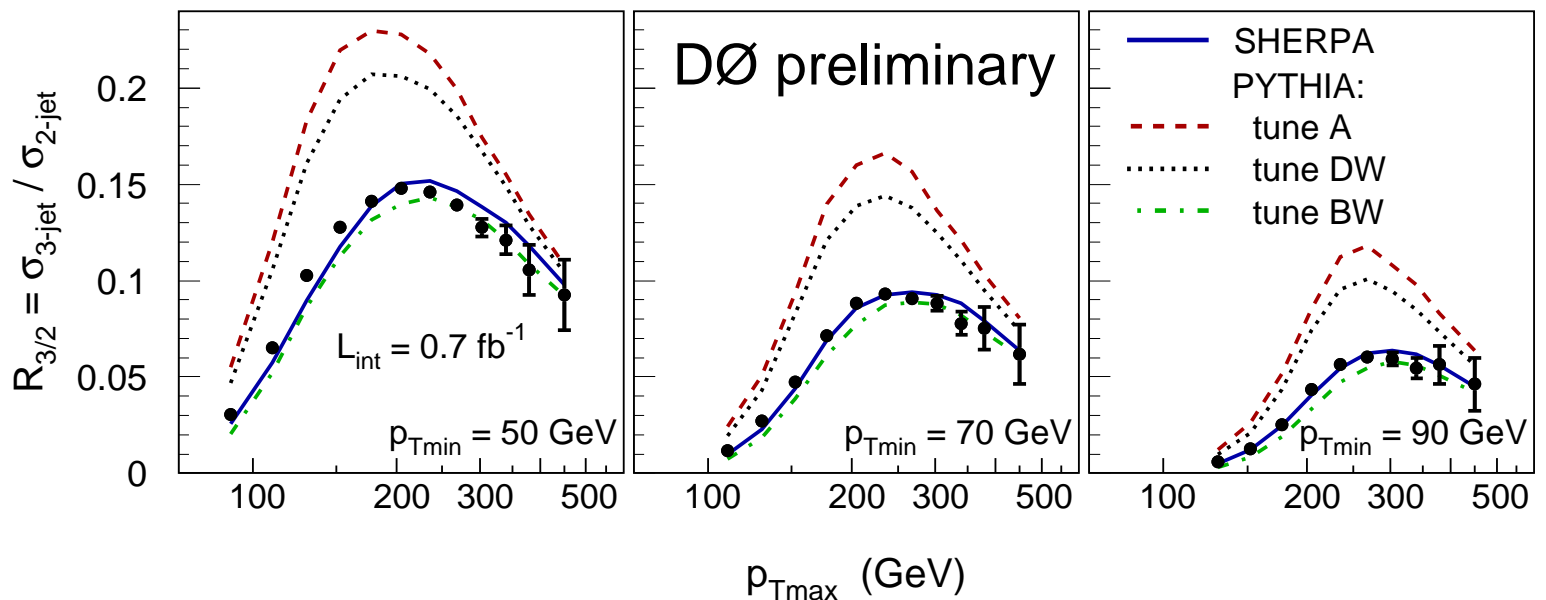 R3/2 = σ3-jet / σ2-jet
0.2
0.15
0.1
0.05
0
Lint = 0.7 fb-1
pTmin = 50 GeV
100
200
300
500
DØ preliminary
pTmin = 70 GeV
100
200
300
500
SHERPA
PYTHIA:
tune A
tune DW
tune BW
pTmin = 90 GeV
100
200
300
500
pTmax (GeV)